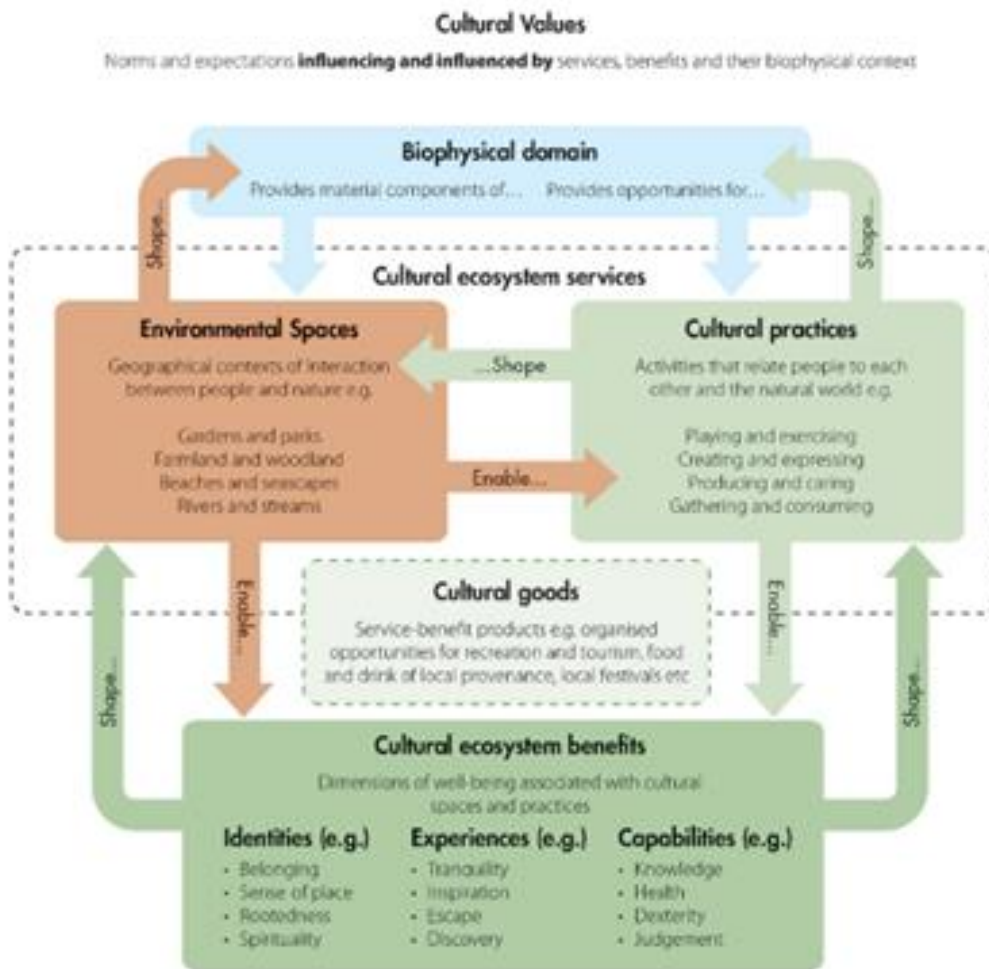 Cultural Values
Norms and expectations influencing and influenced by services, benefits and their biophysical context
Biophysical domain
Provides material components of...
Provides opportunities for...
Shape...
Shape...
Cultural ecosystem services
Environmental Spaces
Geographical contexts of interaction
between people and nature e.g.
Gardens and parks
Farmland and woodland
Beaches and seascapes
Rivers and streams
...Shape
Enable...
Cultural practices
Activities that relate people to each
other and the natural world e.g.
Playing and exercising
Creating and expressing
Producing and caring
Gathering and consuming
Enable...
Cultural goods
Service-benefit products e.g. organised
opportunities for recreation and tourism, food
and drink of local provenance, local festivals etc
Enable...
Shape...
Shape...
Cultural ecosystem benefits
Dimensions of well-being associated with cultural
spaces and practices
Identities (e.g.)
• Belonging
• Sense of place
• Rootedness
• Spirituality
Experiences (e.g.)
• Tranquility
• Inspiration
• Escape
• Discovery
Capabilities (e.g.)
• Knowledge
• Health
• Dexterity
• Judgement